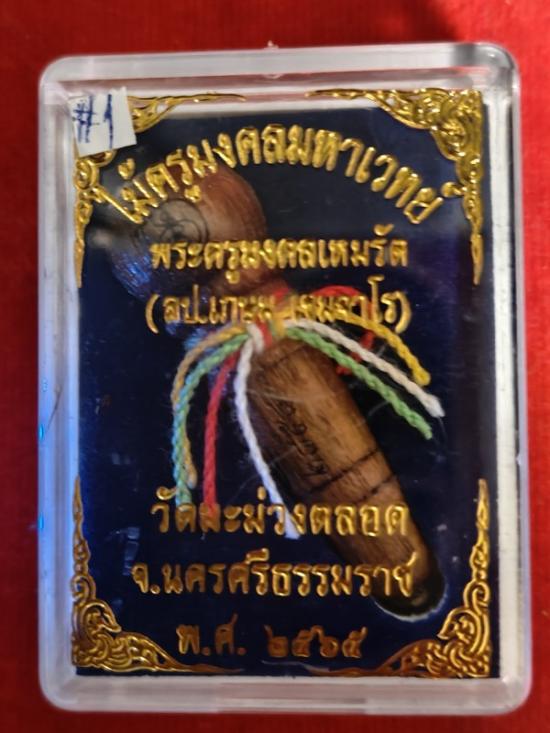 #1
ไม้ครูมงคลมหาเวทย์
พระครูมงคลเหมรัต
(ลป.เกษม เขมจาโร)
วัดมะม่วงตลอด
จ.นครศรีธรรมราช
พ.ศ. ๒๕๖๕